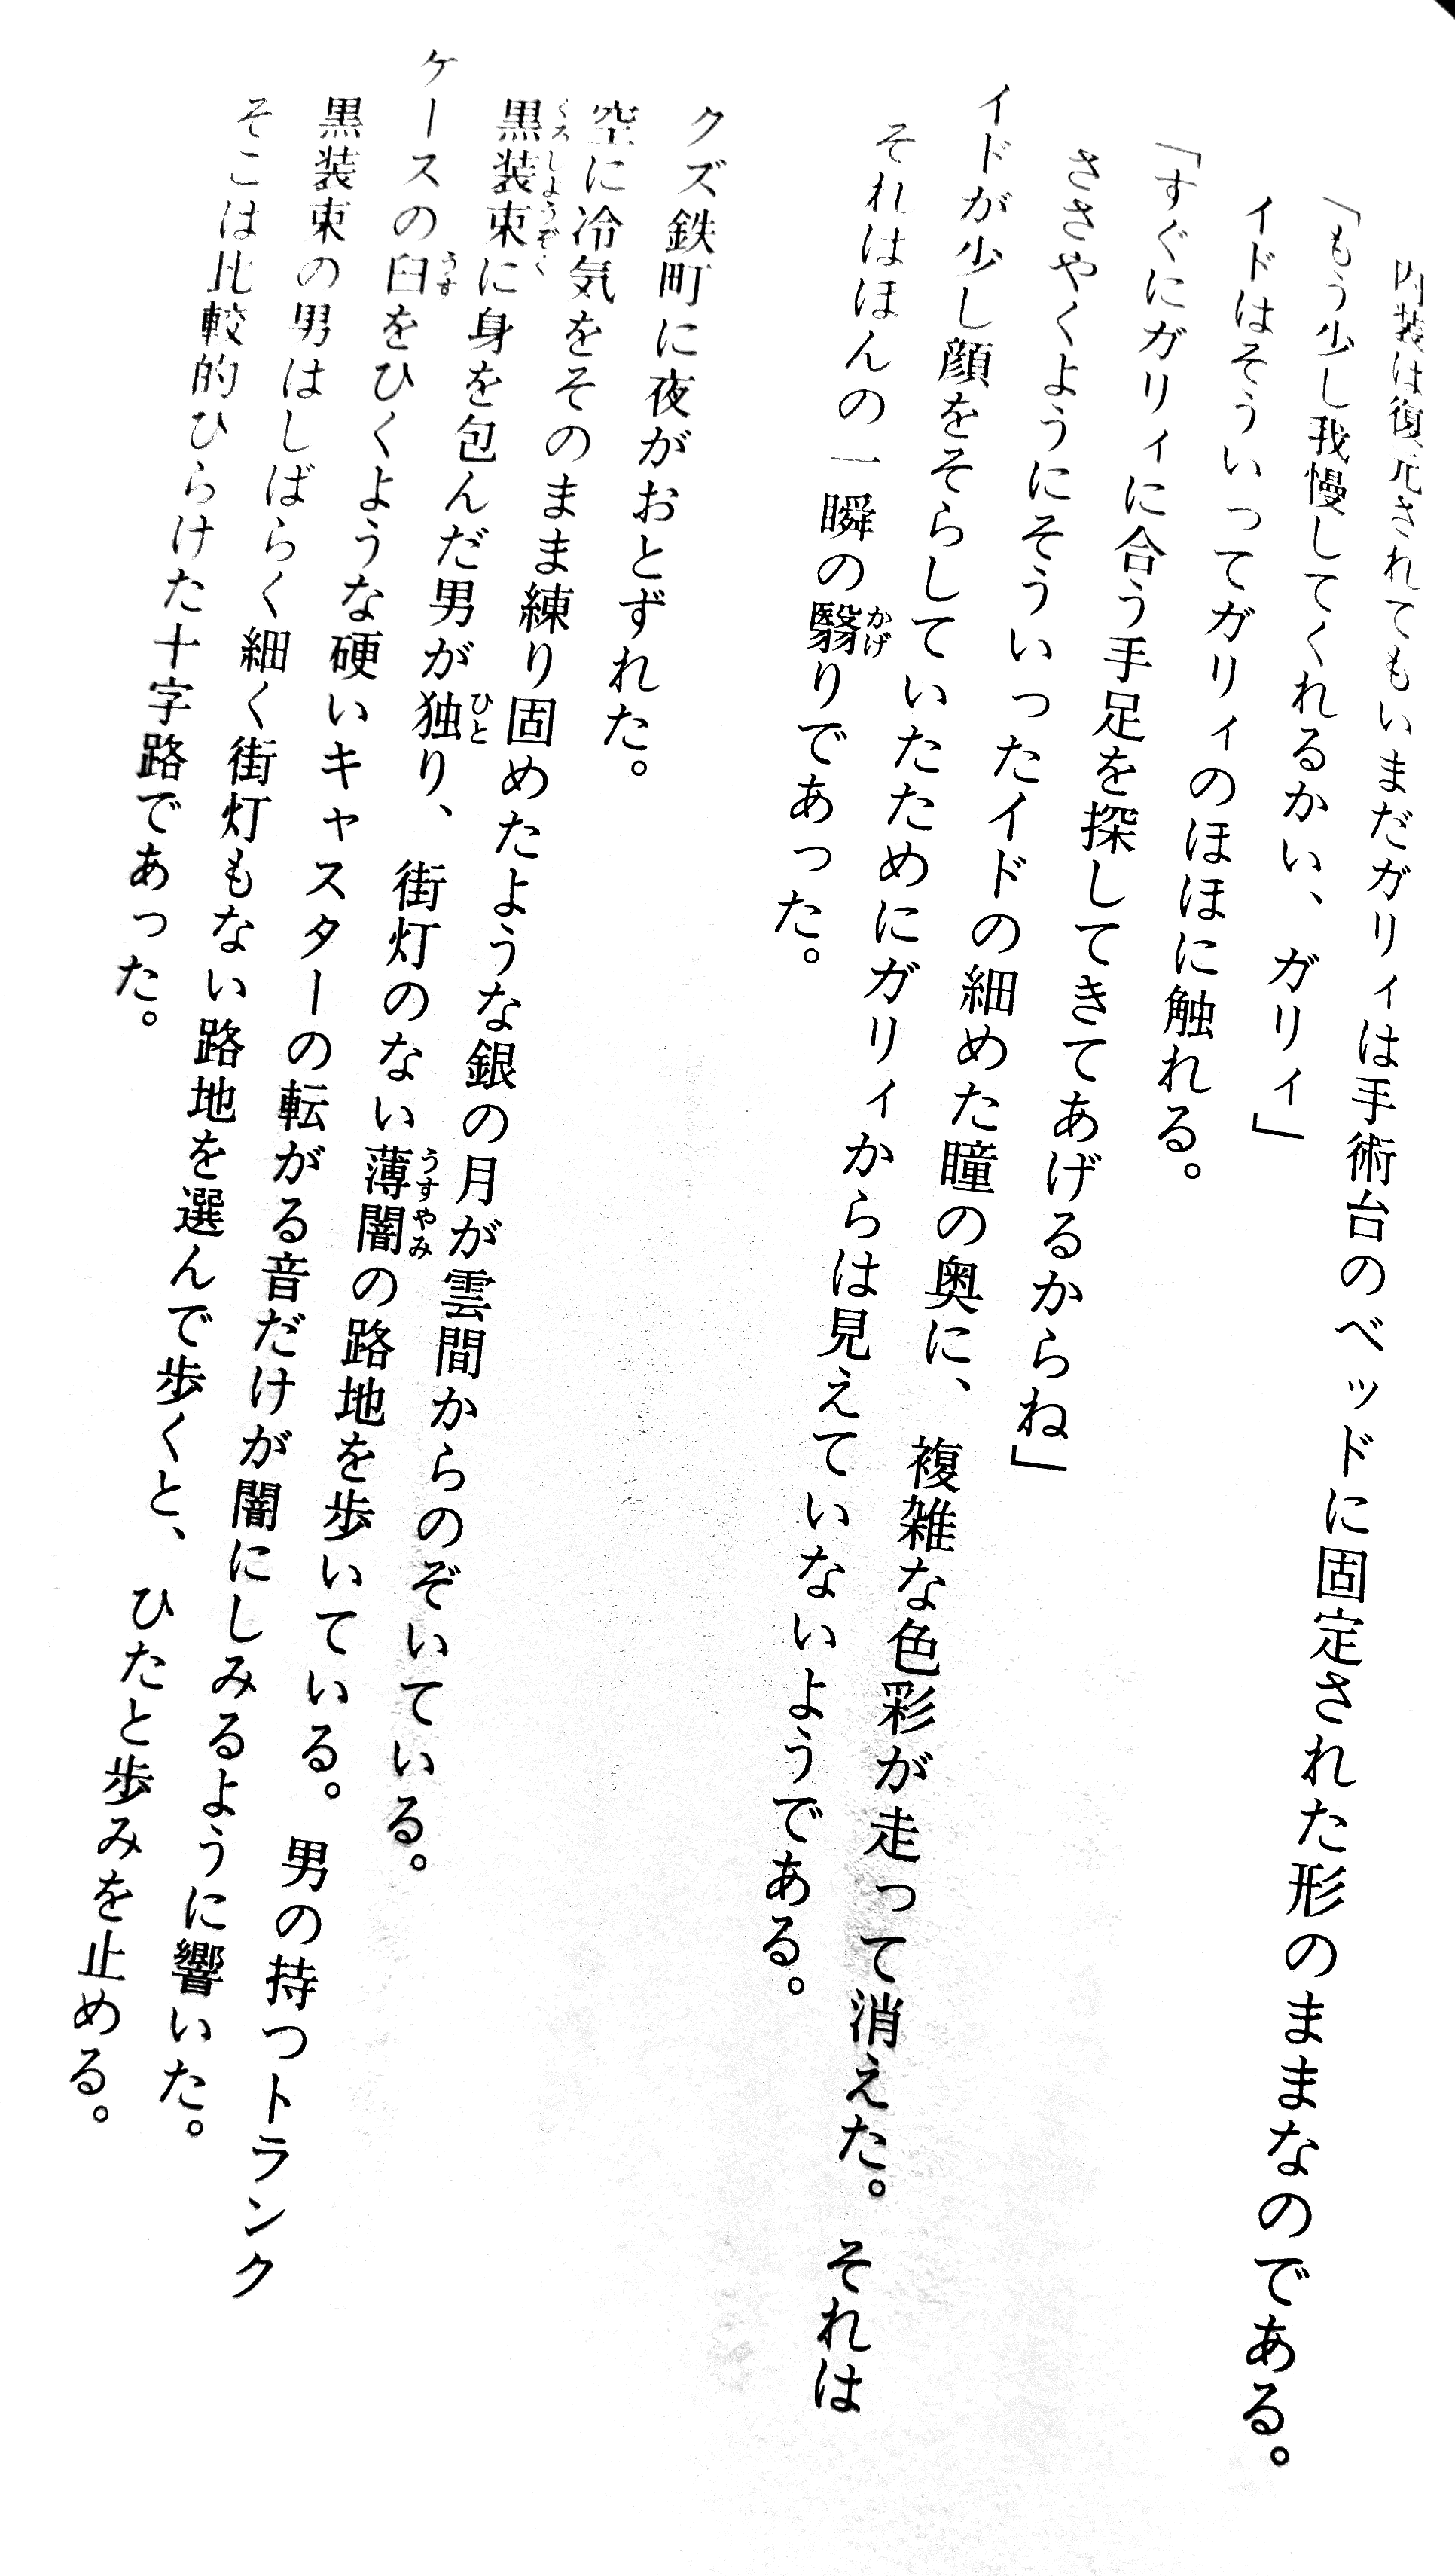 内装は復元されてもいまだガリィは手術台のベッドに固定された形のままなのである。
「もう少し我慢してくれるかい、ガリィ」
イドはそういってガリィのほほに触れる。
「すぐにガリィに合う手足を探してきてあげるからね」
ささやくようにそういったイドの細めた瞳の奥に、複雑な色彩が走って消えた。それは
イドが少し顔をそらしていたためにガリィからは見えていないようである。
それはほんの一瞬の翳りであった。
クズ鉄町に夜がおとずれた。
空に冷気をそのまま練り固めたような銀の月が雲間からのぞいている。
黒装束に身を包んだ男が独り、街灯のない薄闇の路地を歩いている。男の持つトランク
ケースの臼をひくような硬いキャスターの転がる音だけが闇にしみるように響いた。
黒装束の男はしばらく細く街灯もない路地を選んで歩くと、ひたと歩みを止める。
そこは比較的ひらけた十字路であった。